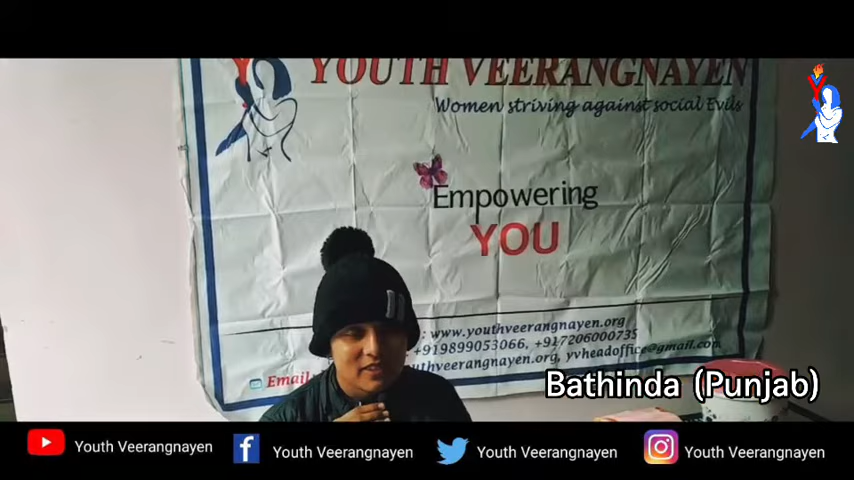 YOUTH VEERANGNAYEN
Women striving against social Evils
Empowering
YOU
www.youthveerangnayen.org
+919899053066, +917206000735
Email: uthveerangnayen.org, yvheadoffice@gmail.com
Bathinda (Punjab)
Youth Veerangnayen
Youth Veerangnayen
Youth Veerangnayen
Youth Veerangnayen